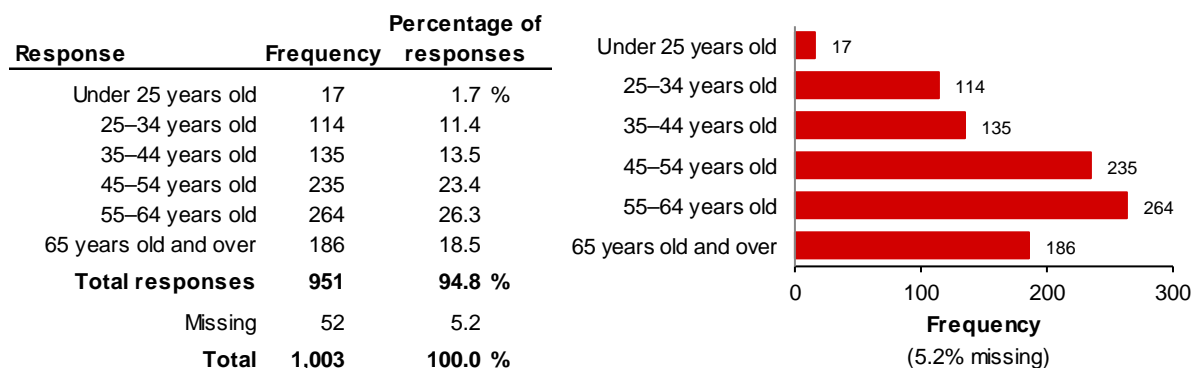 Response Frequency Percentage of responses
Under 25 years old 17 1.7 %
25–34 years old 114 11.4
35–44 years old 135 13.5
45–54 years old 235 23.4
55–64 years old 264 26.3
65 years old and over 186 18.5
Total responses 951 94.8 %
Missing 52 5.2
Total 1,003 100.0 %
Under 25 years old 17
25–34 years old 114
35–44 years old 135
45–54 years old 235
55–64 years old 264
65 years old and over 186
0 100 200 300
Frequency
(5.2% missing)